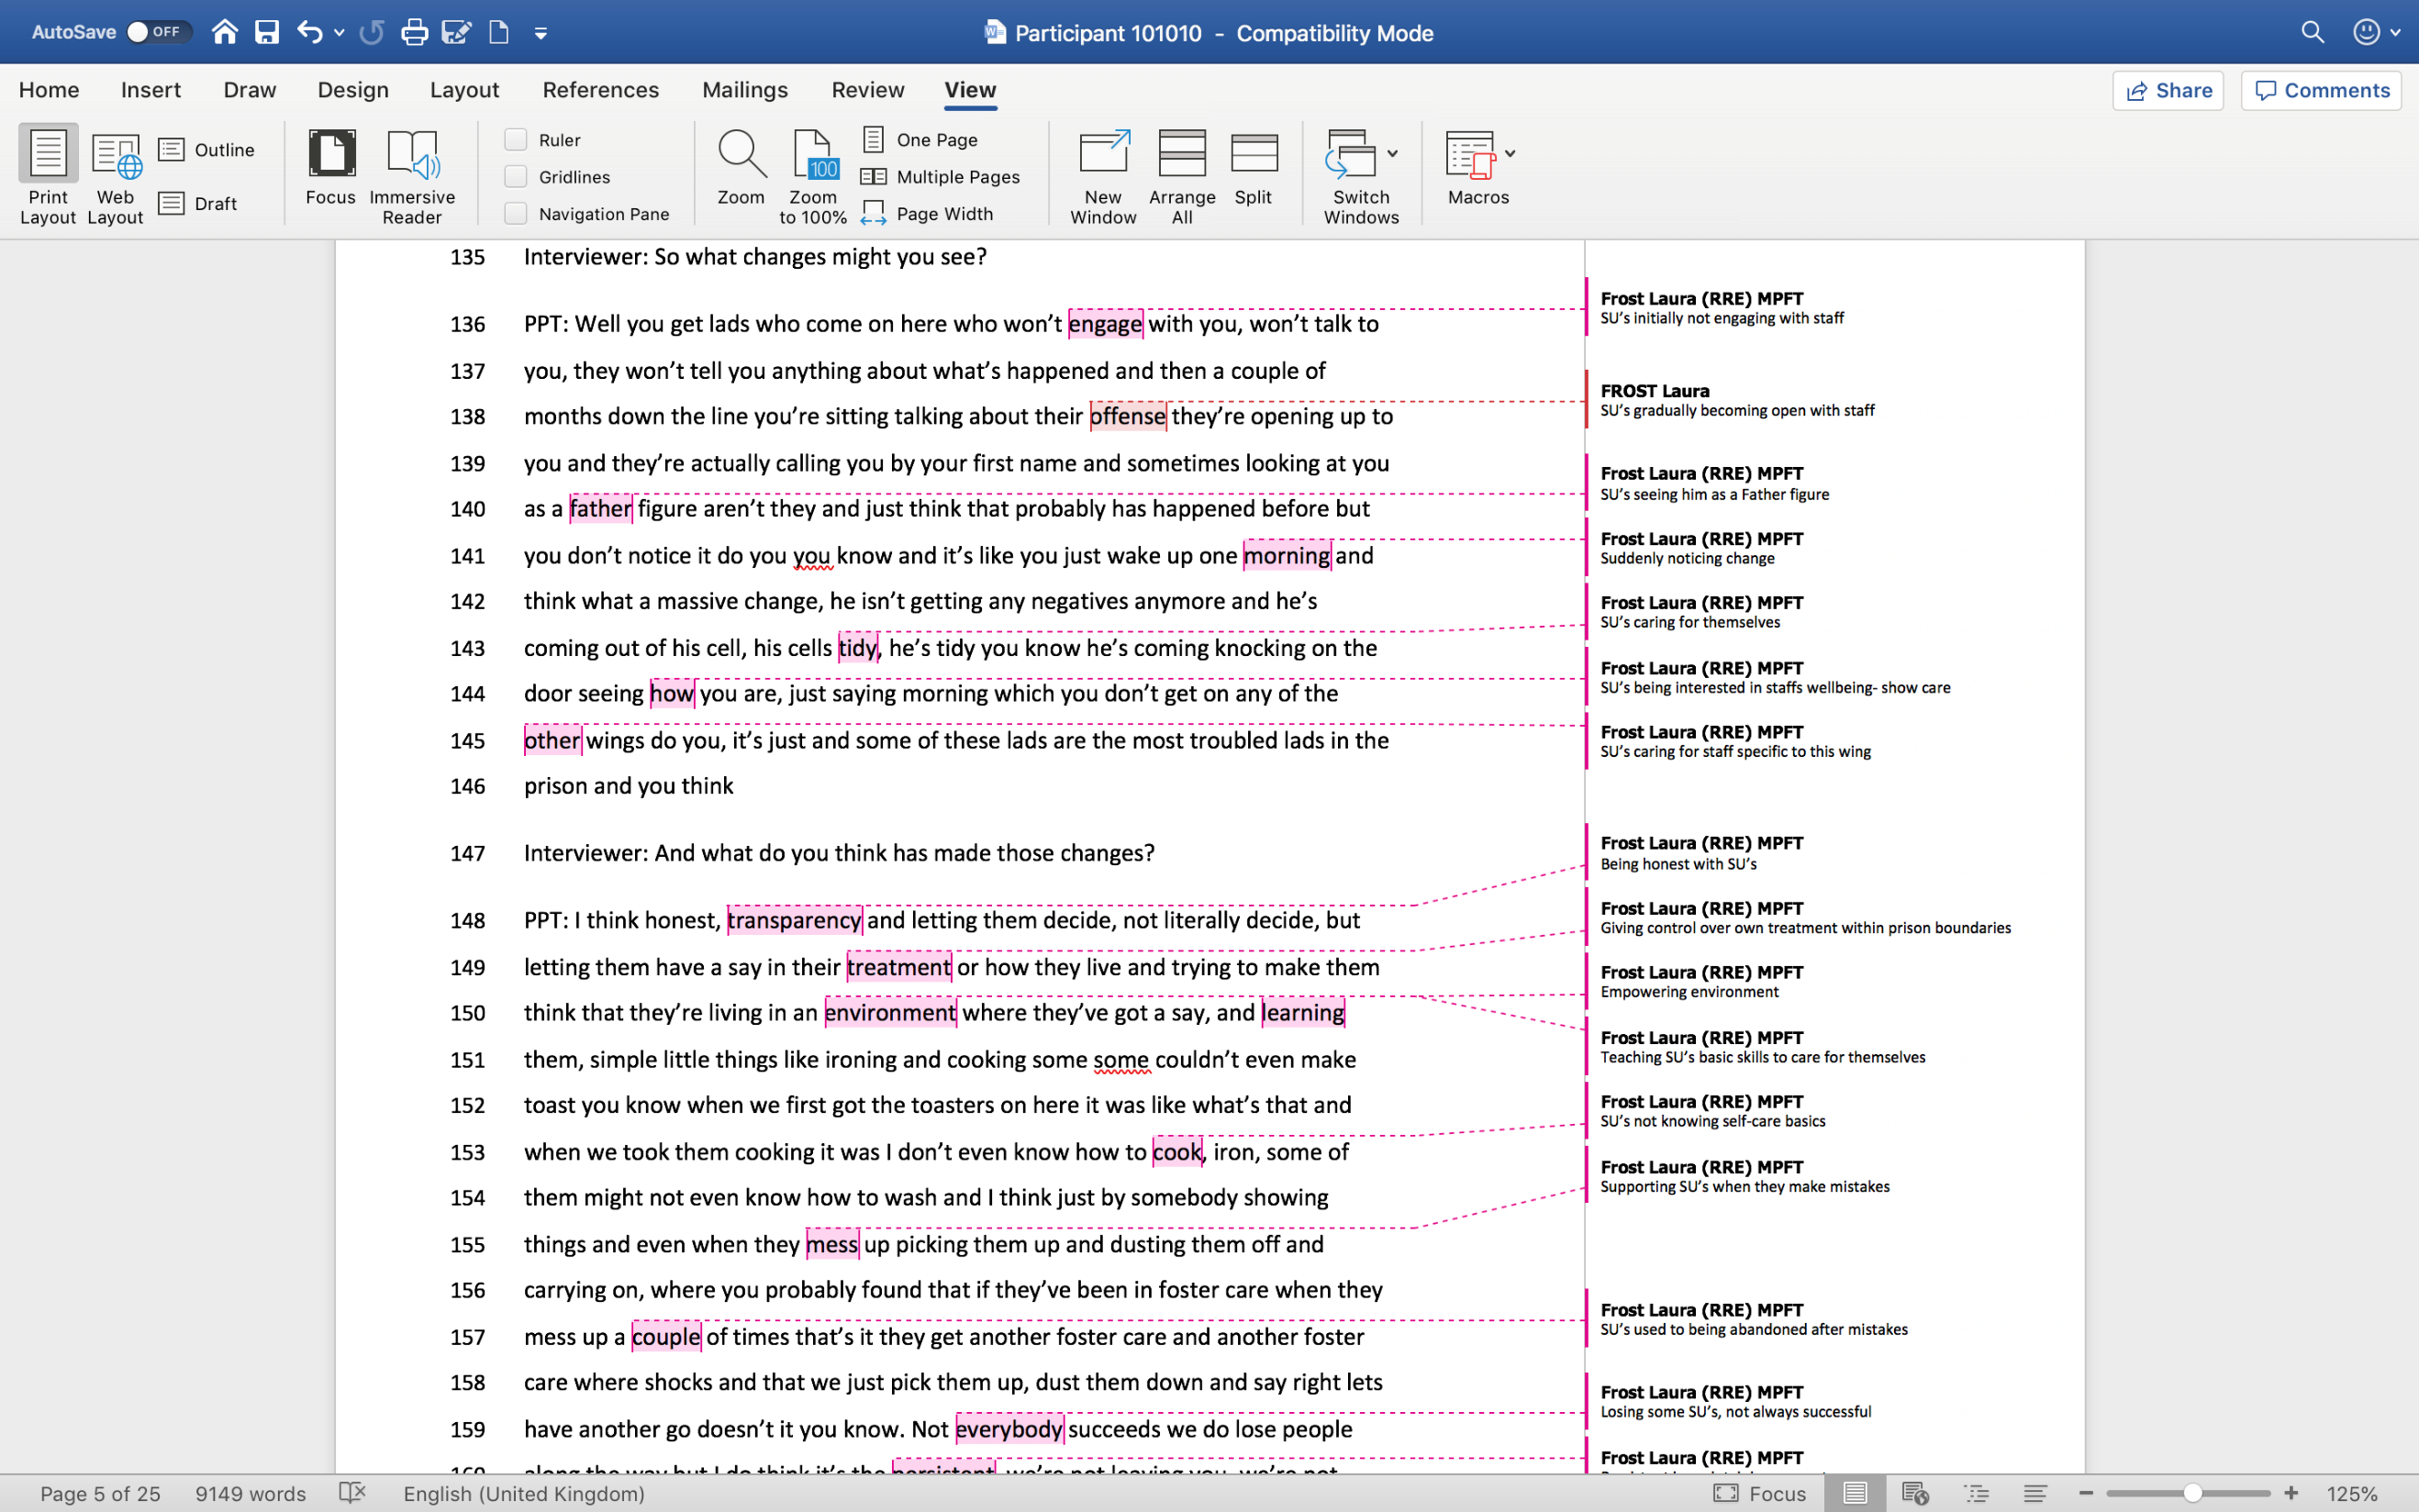 AutoSave OFF Participant 101010 - Compatibility Mode
Home Insert Draw Design Layout References Mailings Review View Share Comments
Print Layout
Web Layout
Outline
Draft
Focus
Immersive Reader
Ruler
Gridlines
Navigation Pane
Zoom
100
Zoom to 100%
One Page
Multiple Pages
Page Width
New Window
Arrange All
Split
Switch Windows
Macros
135 Interviewer: So what changes might you see?
136 PPT: Well you get lads who come on here who won't engage with you, won't talk to
137 you, they won't tell you anything about what's happened and then a couple of
138 months down the line you're sitting talking about their offense they're opening up to
139 you and they're actually calling you by your first name and sometimes looking at you
140 as a father figure aren't they and just think that probably has happened before but
141 you don't notice it do you you know and it's like you just wake up one morning and
142 think what a massive change, he isn't getting any negatives anymore and he's
143 coming out of his cell, his cells tidy, he's tidy you know he's coming knocking on the
144 door seeing how you are, just saying morning which you don't get on any of the
145 other wings do you, it's just and some of these lads are the most troubled lads in the
146 prison and you think
147 Interviewer: And what do you think has made those changes?
148 PPT: I think honest, transparency and letting them decide, not literally decide, but
149 letting them have a say in their treatment or how they live and trying to make them
150 think that they're living in an environment where they've got a say, and learning
151 them, simple little things like ironing and cooking some some couldn't even make
152 toast you know when we first got the toasters on here it was like what's that and
153 when we took them cooking it was I don't even know how to cook, iron, some of
154 them might not even know how to wash and I think just by somebody showing
155 things and even when they mess up picking them up and dusting them off and
156 carrying on, where you probably found that if they've been in foster care when they
157 mess up a couple of times that's it they get another foster care and another foster
158 care where shocks and that we just pick them up, dust them down and say right lets
159 have another go doesn't it you know. Not everybody succeeds we do lose people
160 along the way but I do think it's the persistent, we're not leaving you, we're not
Frost Laura (RRE) MPFT
SU's initially not engaging with staff
FROST Laura
SU's gradually becoming open with staff
Frost Laura (RRE) MPFT
SU's seeing him as a Father figure
Frost Laura (RRE) MPFT
Suddenly noticing change
Frost Laura (RRE) MPFT
SU's caring for themselves
Frost Laura (RRE) MPFT
SU's being interested in staffs wellbeing- show care
Frost Laura (RRE) MPFT
SU's caring for staff specific to this wing
Frost Laura (RRE) MPFT
Being honest with SU's
Frost Laura (RRE) MPFT
Giving control over own treatment within prison boundaries
Frost Laura (RRE) MPFT
Empowering environment
Frost Laura (RRE) MPFT
Teaching SU's basic skills to care for themselves
Frost Laura (RRE) MPFT
SU's not knowing self-care basics
Frost Laura (RRE) MPFT
Supporting SU's when they make mistakes
Frost Laura (RRE) MPFT
SU's used to being abandoned after mistakes
Frost Laura (RRE) MPFT
Losing some SU's, not always successful
Frost Laura (RRE) MPFT
Page 5 of 25 9149 words English (United Kingdom) Focus 125%